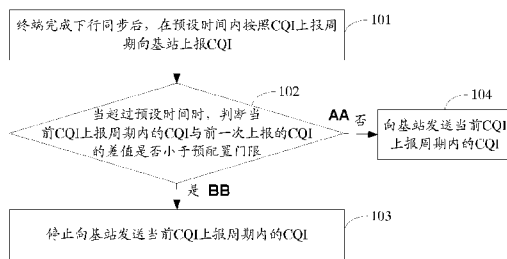 终端完成下行同步后，在预设时间内按照CQI上报周
期向基站上报CQI
101
102
当超过预设时间时，判断当
前CQI上报周期内的CQI与前一次上报的CQI
的差值是否小于预配置门限
AA 否
104
向基站发送当前CQI
上报周期内的CQI
是 BB
103
停止向基站发送当前CQI上报周期内的CQI